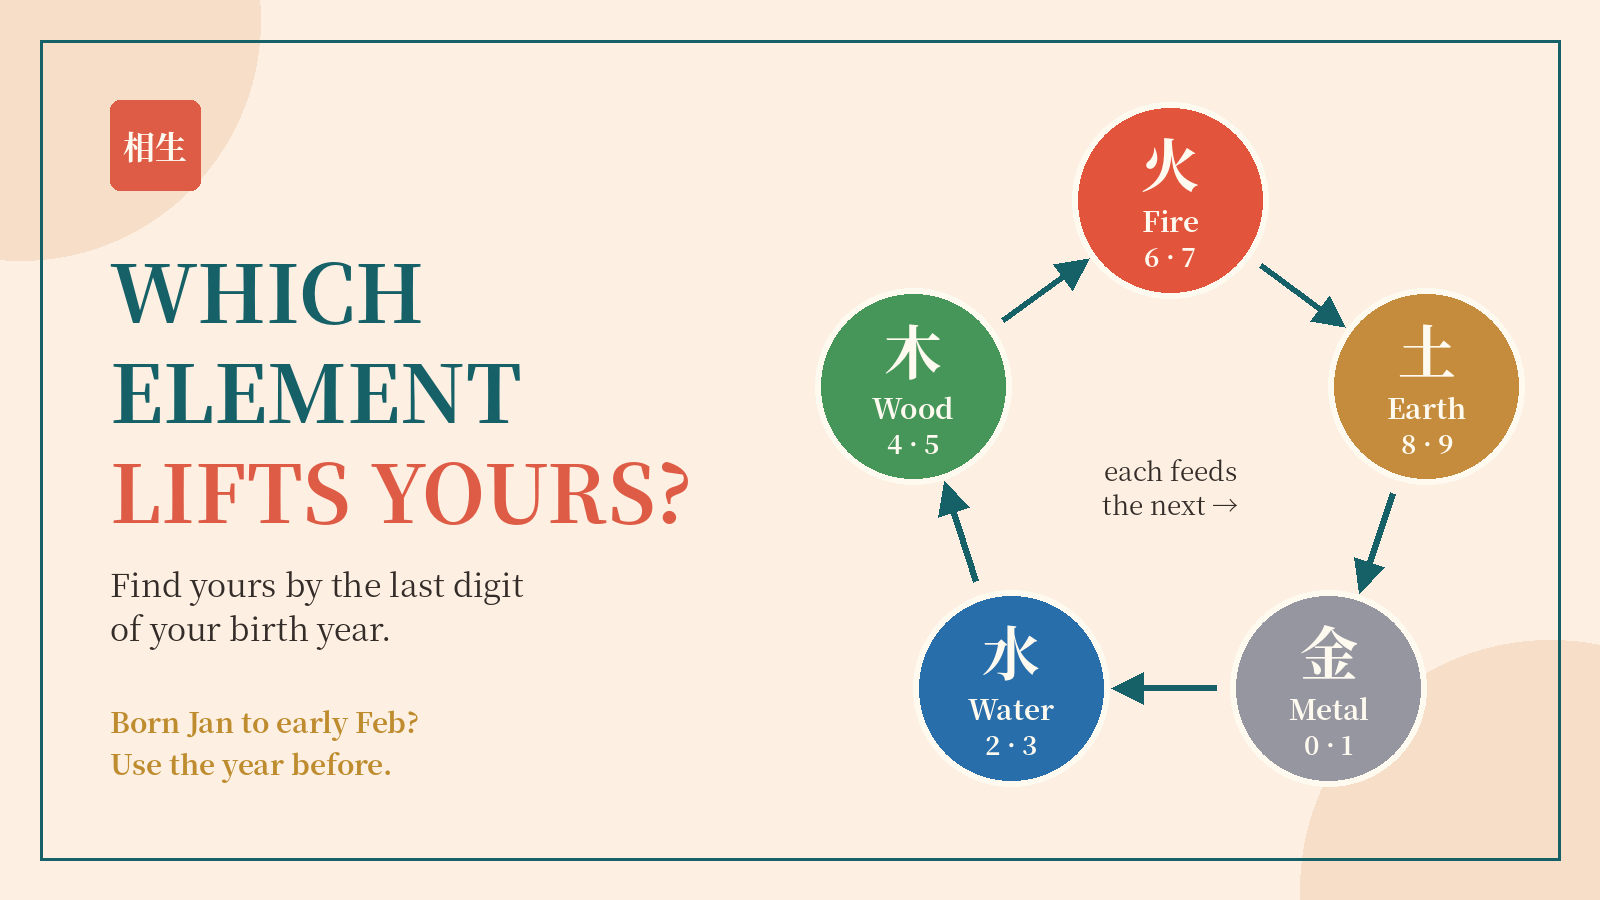 相生
WHICH
ELEMENT
LIFTS YOURS?
Find yours by the last digit
of your birth year.
Born Jan to early Feb?
Use the year before.
火
Fire
6 · 7
土
Earth
8 · 9
金
Metal
0 · 1
水
Water
2 · 3
木
Wood
4 · 5
each feeds
the next →